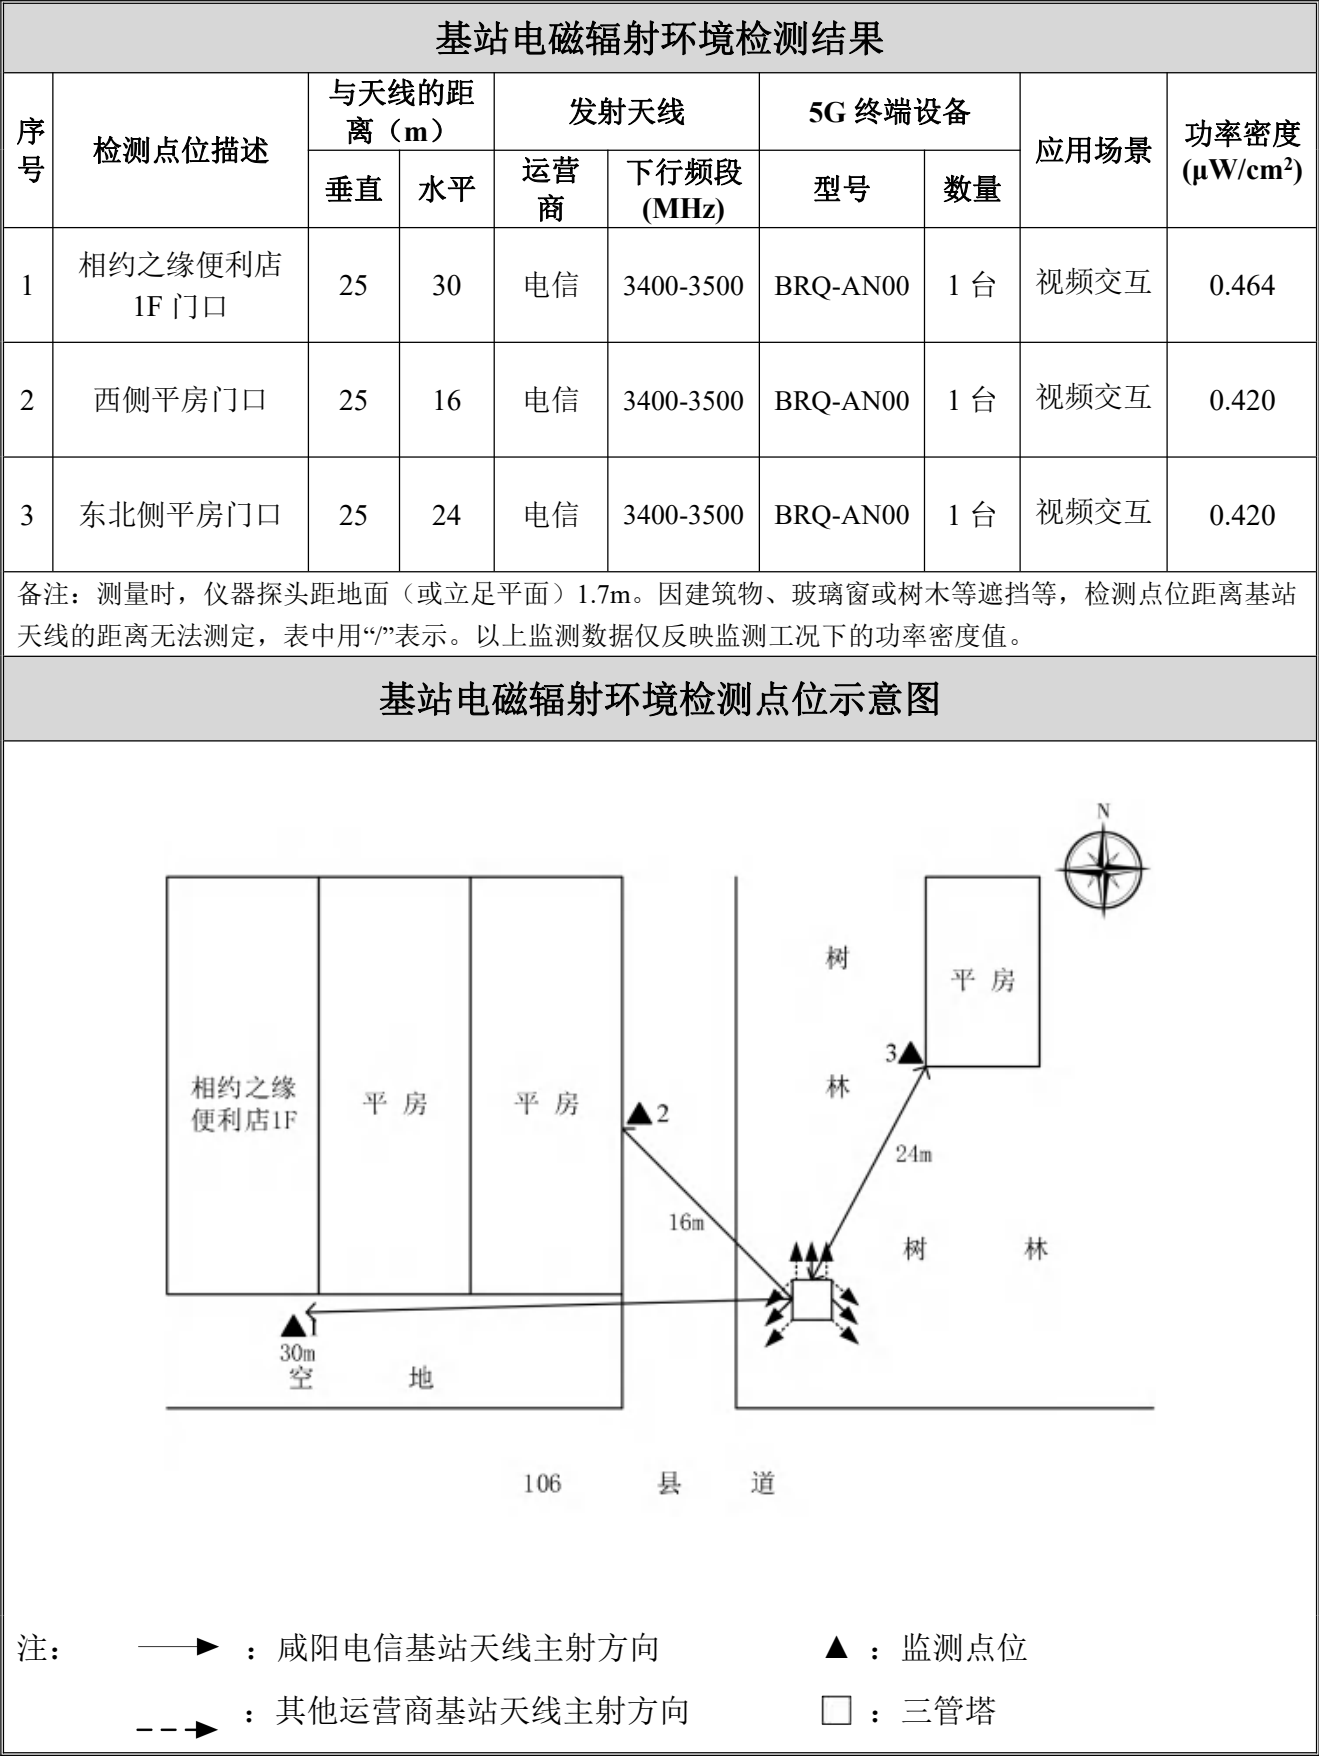 基站电磁辐射环境检测结果
序号
检测点位描述
与天线的距
离（m）
发射天线
5G 终端设备
应用场景
功率密度
(μW/cm²)
垂直
水平
运营
商
下行频段
(MHz)
型号
数量
1
相约之缘便利店
1F 门口
25
30
电信
3400-3500
BRQ-AN00
1 台
视频交互
0.464
2
西侧平房门口
25
16
电信
3400-3500
BRQ-AN00
1 台
视频交互
0.420
3
东北侧平房门口
25
24
电信
3400-3500
BRQ-AN00
1 台
视频交互
0.420
备注：测量时，仪器探头距地面（或立足平面）1.7m。因建筑物、玻璃窗或树木等遮挡等，检测点位距离基站
天线的距离无法测定，表中用“/”表示。以上监测数据仅反映监测工况下的功率密度值。
基站电磁辐射环境检测点位示意图
N
树
平 房
3
林
相约之缘
便利店1F
平 房
平 房
2
24m
16m
树 林
1
30m
空 地
106 县 道
注：
：咸阳电信基站天线主射方向
▲：监测点位
：其他运营商基站天线主射方向
□：三管塔